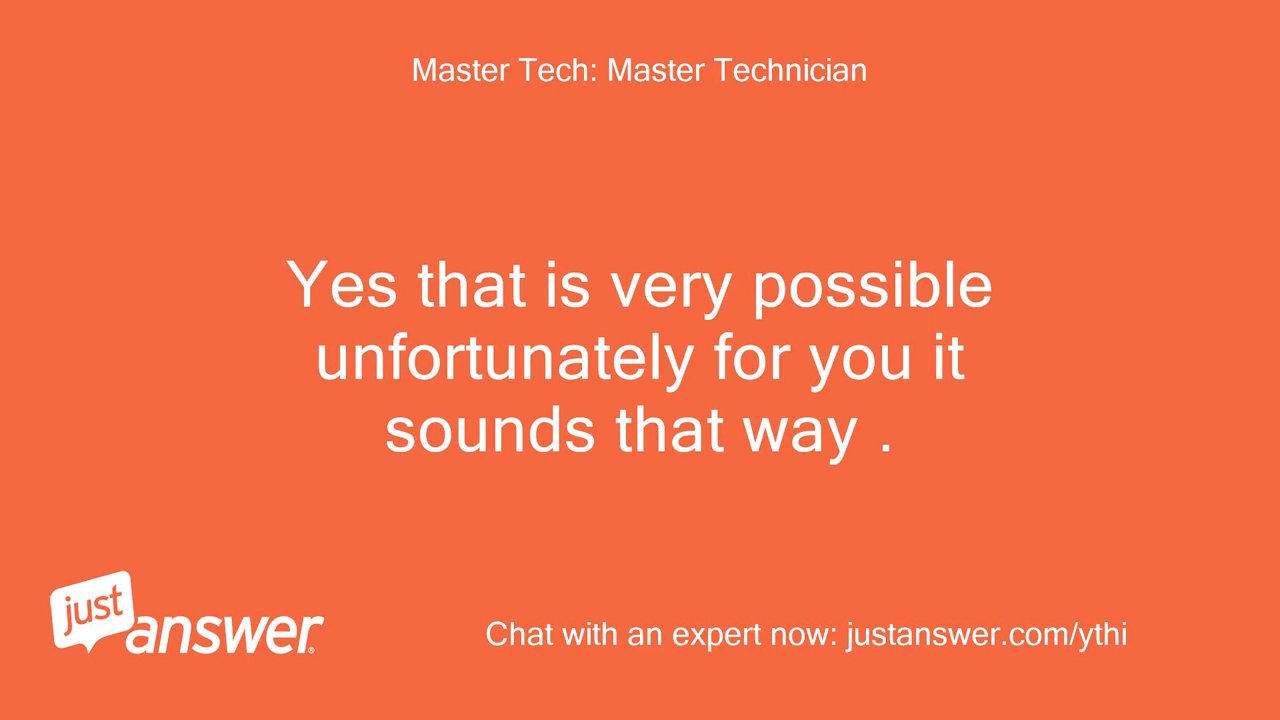 Master Tech: Master Technician
Yes that is very possible
unfortunately for you it
sounds that way .
just
answer®
Chat with an expert now: justanswer.com/ythi